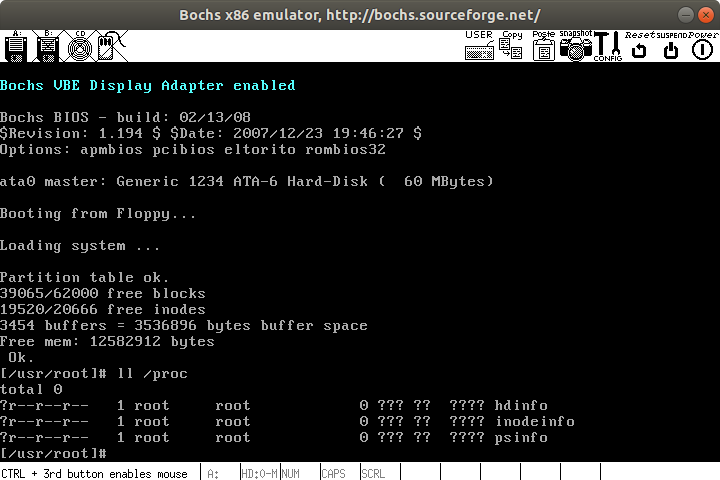 Bochs x86 emulator, http://bochs.sourceforge.net/
A: B: CD USER Copy Paste Snapshot CONFIG Reset SUSPEND Power
Bochs VBE Display Adapter enabled
Bochs BIOS - build: 02/13/08
$Revision: 1.194 $ $Date: 2007/12/23 19:46:27 $
Options: apmbios pcibios eltorito rombios32
ata0 master: Generic 1234 ATA-6 Hard-Disk (  60 MBytes)
Booting from Floppy...
Loading system ...
Partition table ok.
39065/62000 free blocks
19520/20666 free inodes
3454 buffers = 3536896 bytes buffer space
Free mem: 12582912 bytes
 Ok.
[/usr/root]# ll /proc
total 0
?r--r--r--   1 root     root            0 ??? ??  ???? hdinfo
?r--r--r--   1 root     root            0 ??? ??  ???? inodeinfo
?r--r--r--   1 root     root            0 ??? ??  ???? psinfo
[/usr/root]#
CTRL + 3rd button enables mouse A: HD:0-M NUM CAPS SCRL